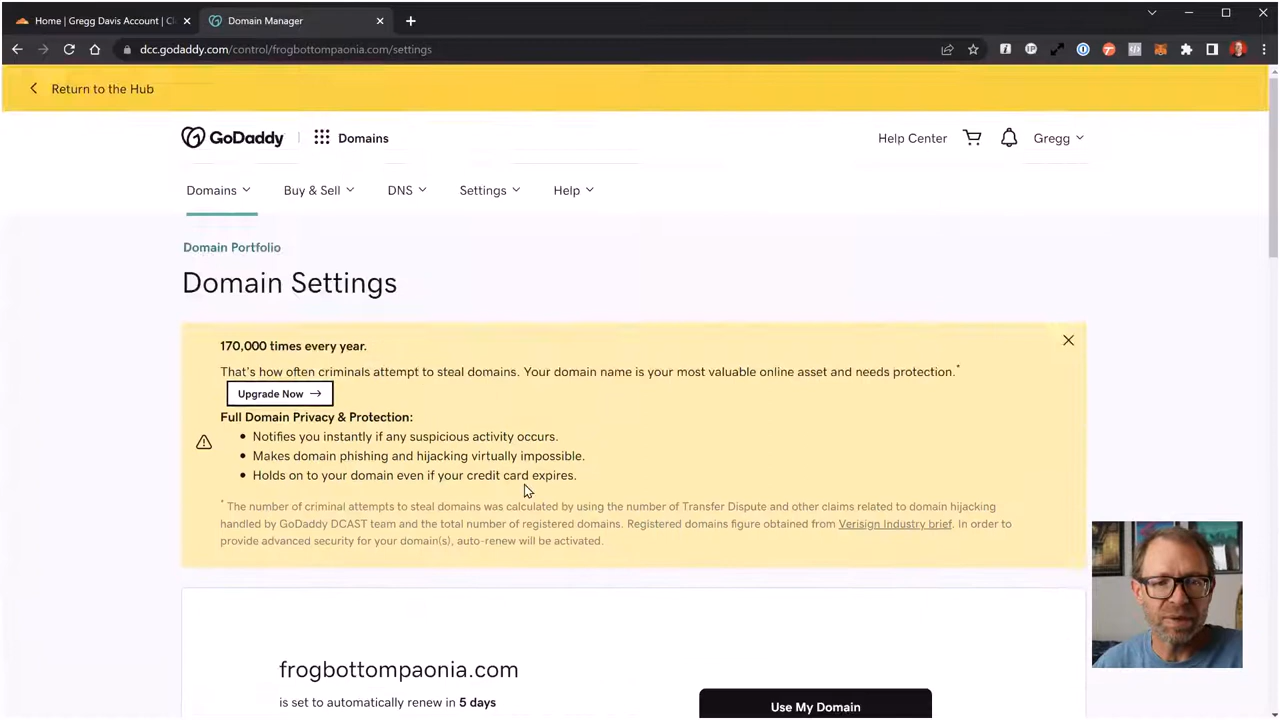 Home | Gregg Davis Account | Cl
Domain Manager
dcc.godaddy.com/control/frogbottompaonia.com/settings
Return to the Hub
GoDaddy
Domains
Help Center
Gregg
Domains
Buy & Sell
DNS
Settings
Help
Domain Portfolio
Domain Settings
170,000 times every year.
That's how often criminals attempt to steal domains. Your domain name is your most valuable online asset and needs protection.*
Upgrade Now →
Full Domain Privacy & Protection:
• Notifies you instantly if any suspicious activity occurs.
• Makes domain phishing and hijacking virtually impossible.
• Holds on to your domain even if your credit card expires.
* The number of criminal attempts to steal domains was calculated by using the number of Transfer Dispute and other claims related to domain hijacking
handled by GoDaddy DCAST team and the total number of registered domains. Registered domains figure obtained from Verisign Industry brief. In order to
provide advanced security for your domain(s), auto-renew will be activated.
frogbottompaonia.com
is set to automatically renew in 5 days
Use My Domain